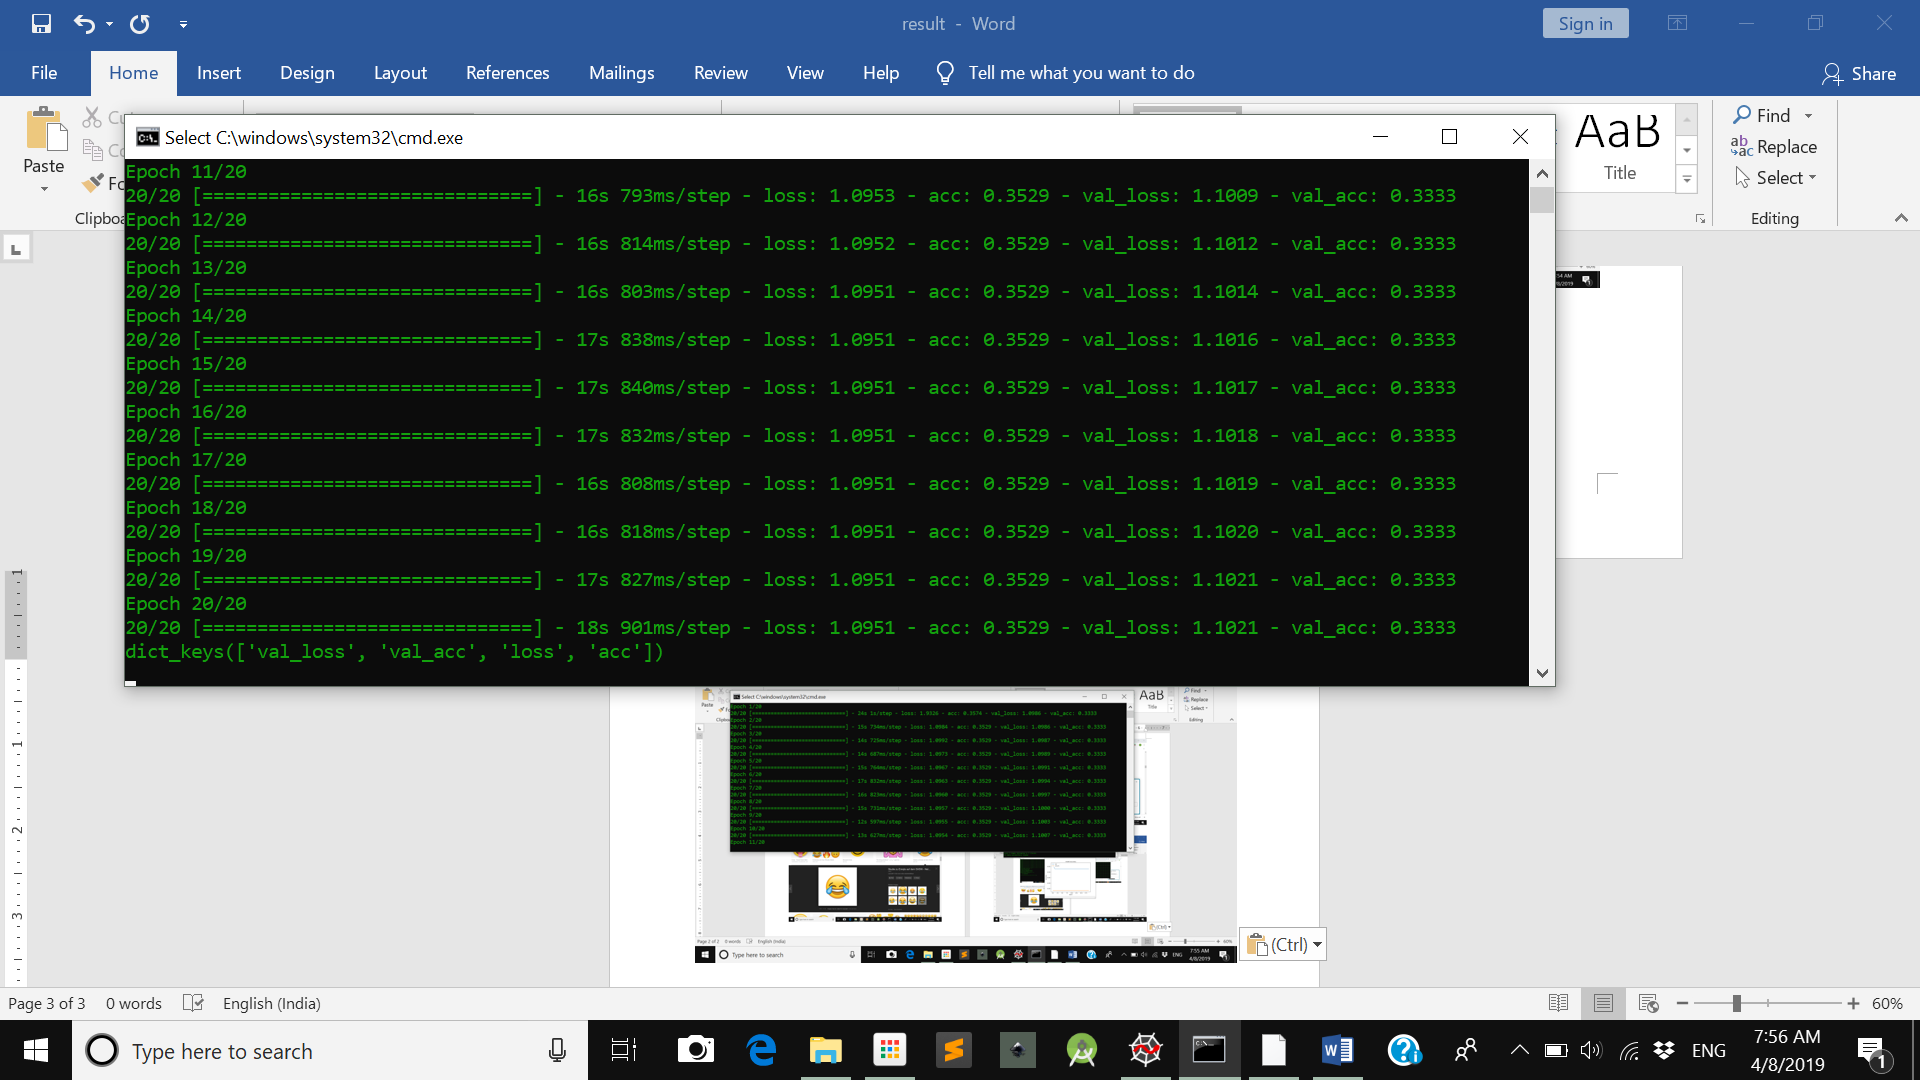 result - Word
Sign in
File Home Insert Design Layout References Mailings Review View Help Tell me what you want to do Share
Paste
Clipboa
AaB
Title
Find
Replace
Select
Editing
Select C:\windows\system32\cmd.exe
Epoch 11/20
20/20 [==============================] - 16s 793ms/step - loss: 1.0953 - acc: 0.3529 - val_loss: 1.1009 - val_acc: 0.3333
Epoch 12/20
20/20 [==============================] - 16s 814ms/step - loss: 1.0952 - acc: 0.3529 - val_loss: 1.1012 - val_acc: 0.3333
Epoch 13/20
20/20 [==============================] - 16s 803ms/step - loss: 1.0951 - acc: 0.3529 - val_loss: 1.1014 - val_acc: 0.3333
Epoch 14/20
20/20 [==============================] - 17s 838ms/step - loss: 1.0951 - acc: 0.3529 - val_loss: 1.1016 - val_acc: 0.3333
Epoch 15/20
20/20 [==============================] - 17s 840ms/step - loss: 1.0951 - acc: 0.3529 - val_loss: 1.1017 - val_acc: 0.3333
Epoch 16/20
20/20 [==============================] - 17s 832ms/step - loss: 1.0951 - acc: 0.3529 - val_loss: 1.1018 - val_acc: 0.3333
Epoch 17/20
20/20 [==============================] - 16s 808ms/step - loss: 1.0951 - acc: 0.3529 - val_loss: 1.1019 - val_acc: 0.3333
Epoch 18/20
20/20 [==============================] - 16s 818ms/step - loss: 1.0951 - acc: 0.3529 - val_loss: 1.1020 - val_acc: 0.3333
Epoch 19/20
20/20 [==============================] - 17s 827ms/step - loss: 1.0951 - acc: 0.3529 - val_loss: 1.1021 - val_acc: 0.3333
Epoch 20/20
20/20 [==============================] - 18s 901ms/step - loss: 1.0951 - acc: 0.3529 - val_loss: 1.1021 - val_acc: 0.3333
dict_keys(['val_loss', 'val_acc', 'loss', 'acc'])
(Ctrl)
Page 3 of 3 0 words English (India) 60%
Type here to search
ENG
7:56 AM
4/8/2019
1